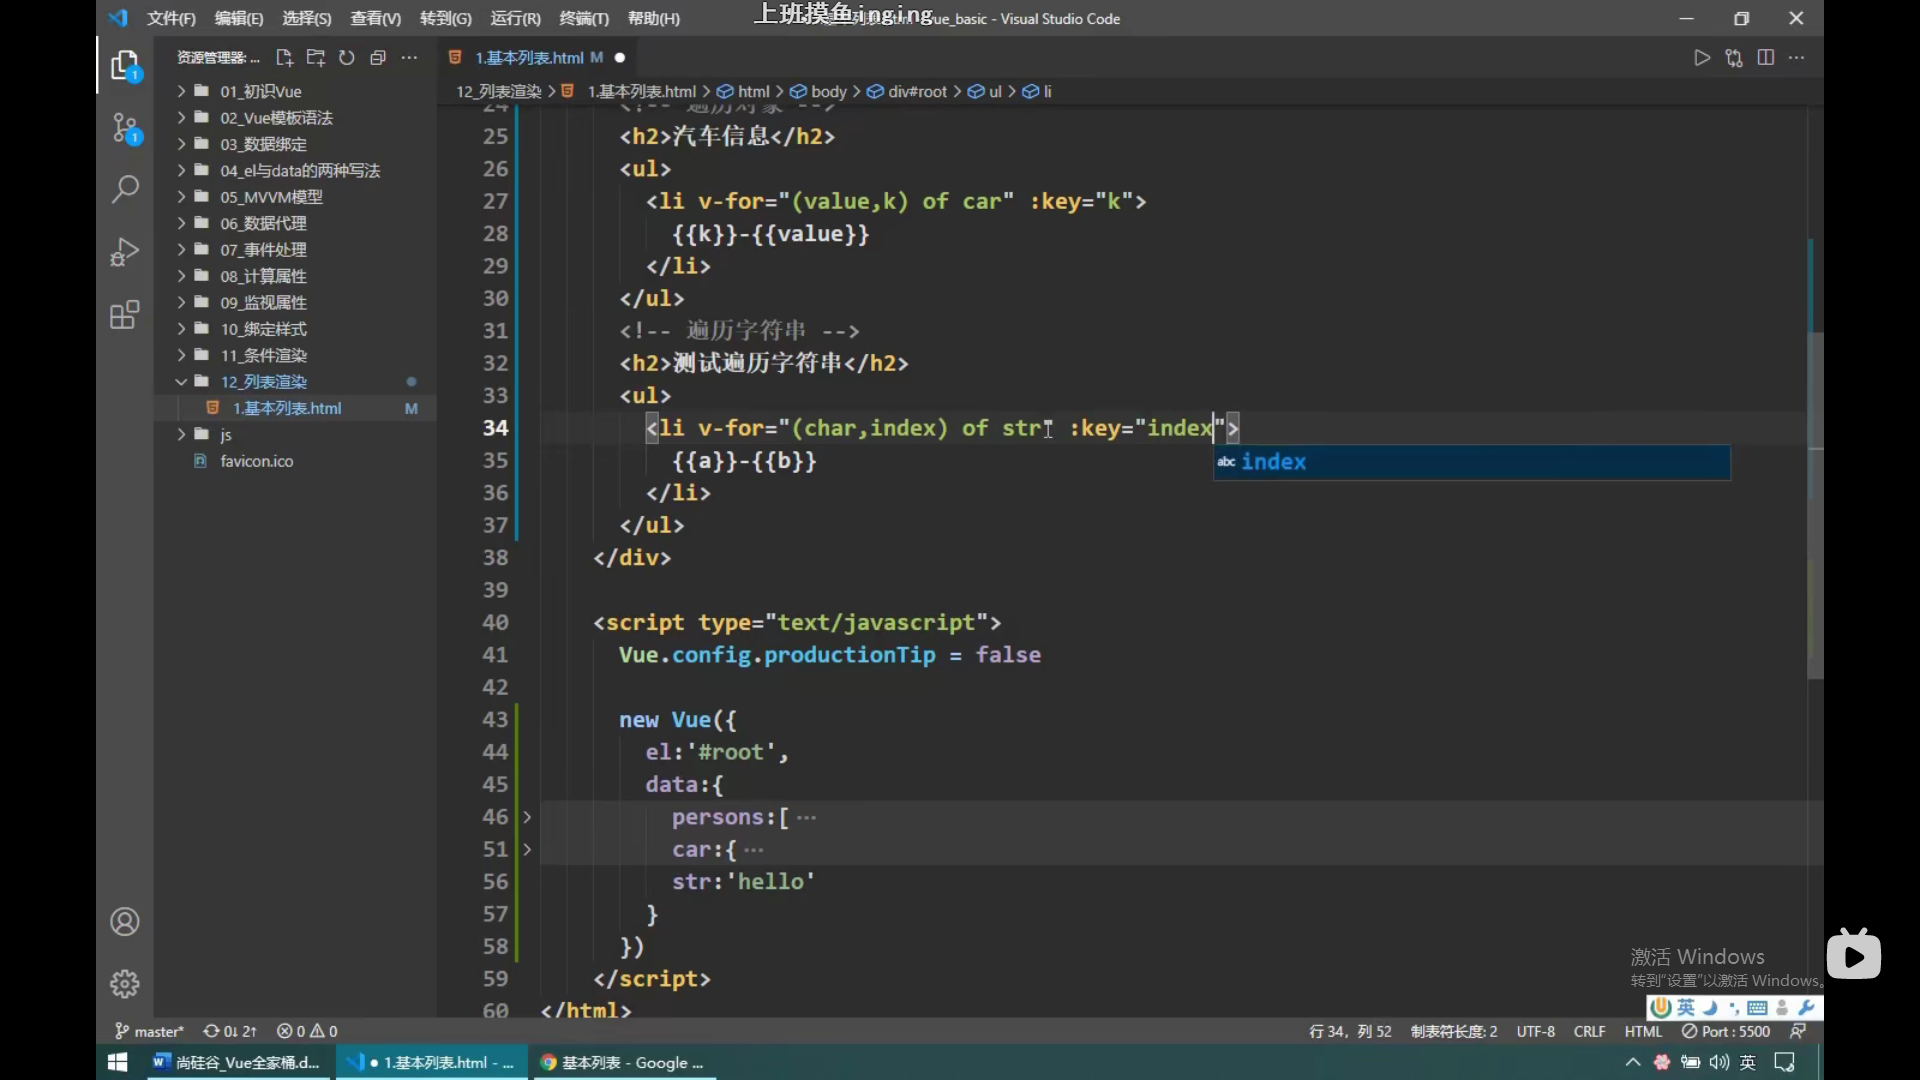 文件(F) 编辑(E) 选择(S) 查看(V) 转到(G) 运行(R) 终端(T) 帮助(H)
上班摸鱼inging
vue_basic - Visual Studio Code
资源管理器: ...
1.基本列表.html M
12_列表渲染 > 1.基本列表.html > html > body > div#root > ul > li
01_初识Vue
02_Vue模板语法
03_数据绑定
04_el与data的两种写法
05_MVVM模型
06_数据代理
07_事件处理
08_计算属性
09_监视属性
10_绑定样式
11_条件渲染
12_列表渲染
1.基本列表.html M
js
favicon.ico
24 <!-- 遍历对象 -->
25 <h2>汽车信息</h2>
26 <ul>
27 <li v-for="(value,k) of car" :key="k">
28 {{k}}-{{value}}
29 </li>
30 </ul>
31 <!-- 遍历字符串 -->
32 <h2>测试遍历字符串</h2>
33 <ul>
34 <li v-for="(char,index) of str" :key="index">
abc index
35 {{a}}-{{b}}
36 </li>
37 </ul>
38 </div>
39
40 <script type="text/javascript">
41 Vue.config.productionTip = false
42
43 new Vue({
44 el:'#root',
45 data:{
46 persons:[ ...
51 car:{ ...
56 str:'hello'
57 }
58 })
59 </script>
60 </html>
1
1
激活 Windows
转到"设置"以激活 Windows。
英
master* 0↓ 2↑ 0 0
行 34，列 52 制表符长度: 2 UTF-8 CRLF HTML Port : 5500
尚硅谷_Vue全家桶.d... ● 1.基本列表.html - ... 基本列表 - Google ... 英